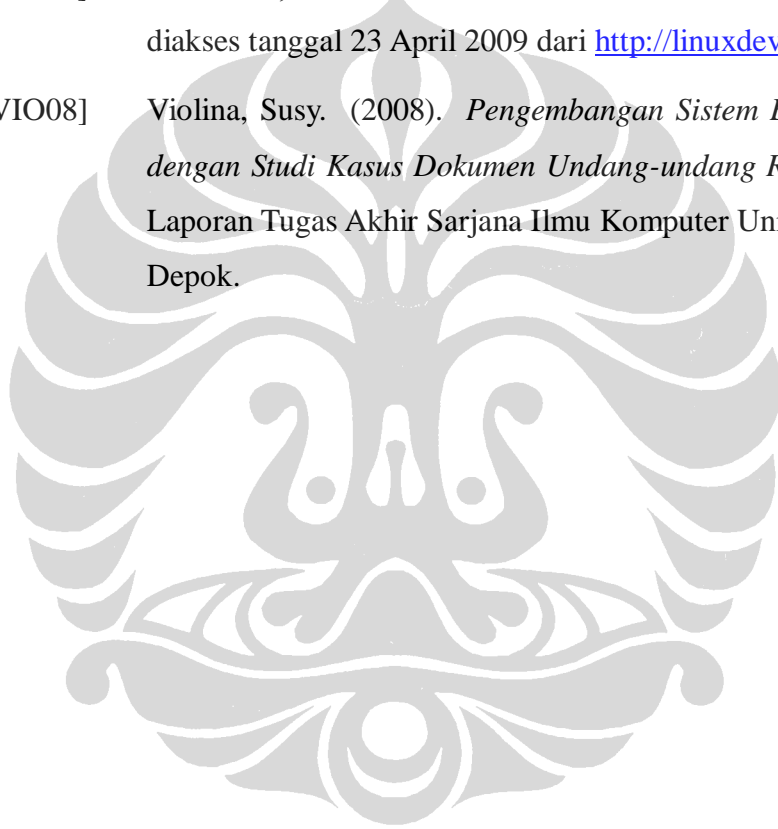 diakses tanggal 23 April 2009 dari http://linuxdev
VIO08] Violina, Susy. (2008). Pengembangan Sistem
dengan Studi Kasus Dokumen Undang-undang
Laporan Tugas Akhir Sarjana Ilmu Komputer
Depok.